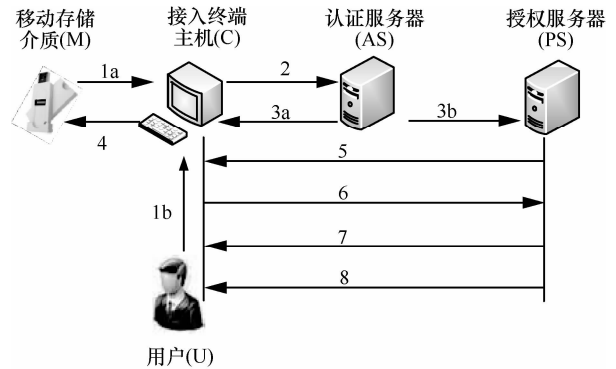 移动存储
介质(M)
接入终端
主机(C)
认证服务器
(AS)
授权服务器
(PS)
1a
2
3a
3b
4
5
6
1b
7
8
用户(U)